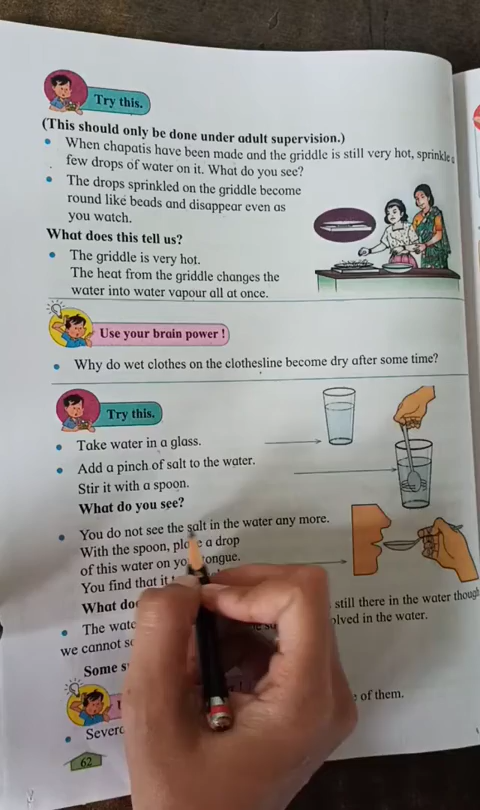 Try this.
(This should only be done under adult supervision.)
• When chapatis have been made and the griddle is still very hot, sprinkle a
few drops of water on it. What do you see?
• The drops sprinkled on the griddle become
round like beads and disappear even as
you watch.
What does this tell us?
• The griddle is very hot.
The heat from the griddle changes the
water into water vapour all at once.
Use your brain power !
• Why do wet clothes on the clothesline become dry after some time?
Try this.
• Take water in a glass.
• Add a pinch of salt to the water.
Stir it with a spoon.
What do you see?
• You do not see the salt in the water any more.
With the spoon, place a drop
of this water on your tongue.
You find that it
What
still there in the water though
• The
in the water.
we cannot
Some
of them.
•
62